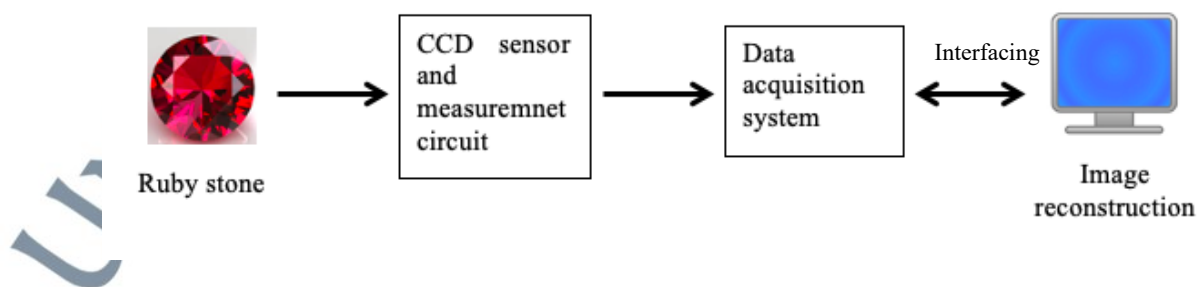 CCD sensor
and
measuremnet
circuit
Data
acquisition
system
Interfacing
Ruby stone
Image
reconstruction